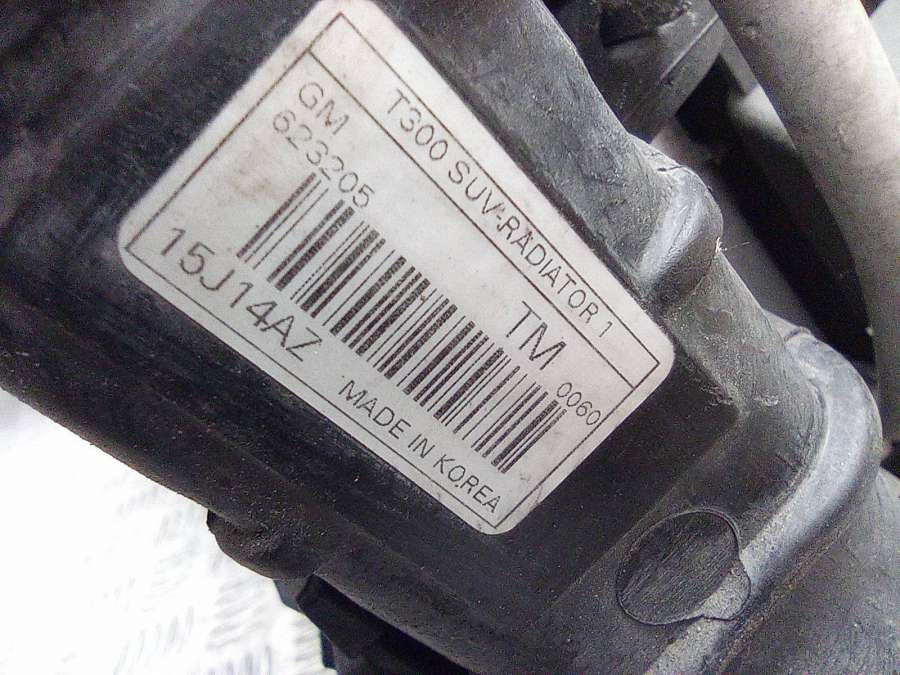 T300 SUV-RADIATOR 1
GM
TM
623205
0060
15J14AZ
MADE IN KOREA